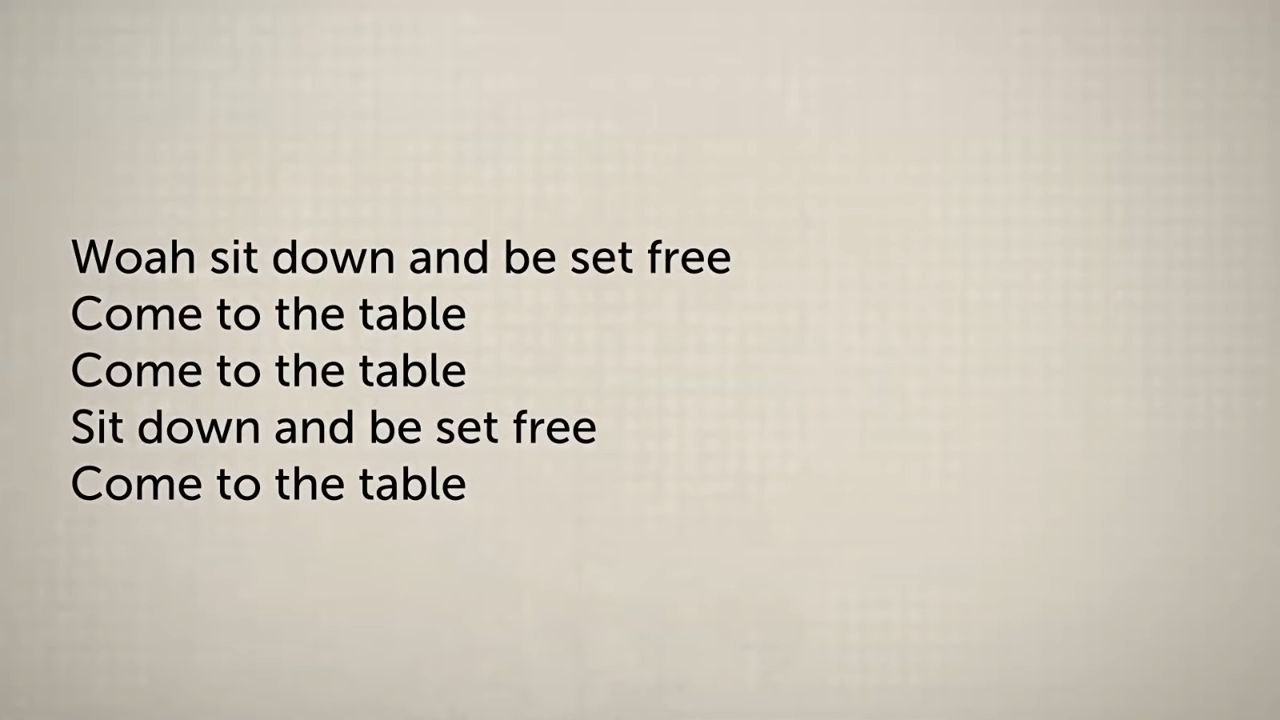 Woah sit down and be set free
Come to the table
Come to the table
Sit down and be set free
Come to the table